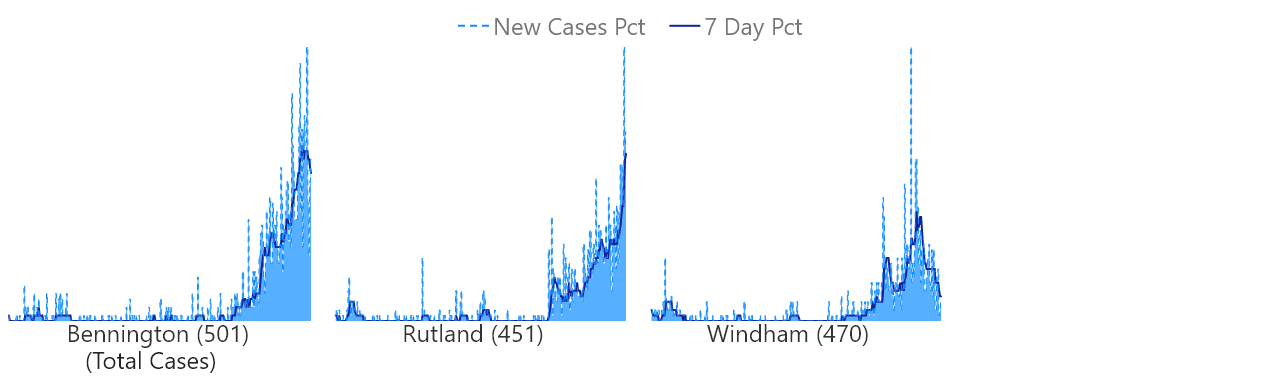 New Cases Pct 7 Day Pct
Bennington (501) Rutland (451) Windham (470)
(Total Cases)